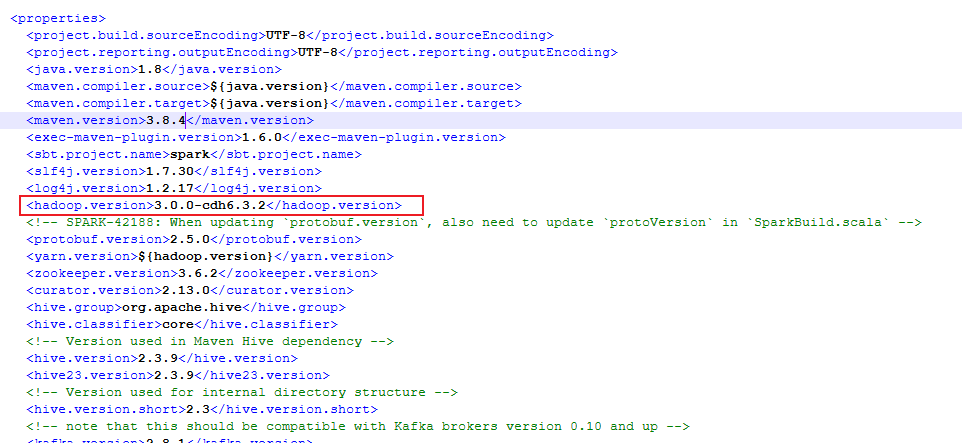 <properties>
<project.build.sourceEncoding>UTF-8</project.build.sourceEncoding>
<project.reporting.outputEncoding>UTF-8</project.reporting.outputEncoding>
<java.version>1.8</java.version>
<maven.compiler.source>${java.version}</maven.compiler.source>
<maven.compiler.target>${java.version}</maven.compiler.target>
<maven.version>3.8.4</maven.version>
<exec-maven-plugin.version>1.6.0</exec-maven-plugin.version>
<sbt.project.name>spark</sbt.project.name>
<slf4j.version>1.7.30</slf4j.version>
<log4j.version>1.2.17</log4j.version>
<hadoop.version>3.0.0-cdh6.3.2</hadoop.version>
<!-- SPARK-42188: When updating `protobuf.version`, also need to update `protoVersion` in `SparkBuild.scala` -->
<protobuf.version>2.5.0</protobuf.version>
<yarn.version>${hadoop.version}</yarn.version>
<zookeeper.version>3.6.2</zookeeper.version>
<curator.version>2.13.0</curator.version>
<hive.group>org.apache.hive</hive.group>
<hive.classifier>core</hive.classifier>
<!-- Version used in Maven Hive dependency -->
<hive.version>2.3.9</hive.version>
<hive23.version>2.3.9</hive23.version>
<!-- Version used for internal directory structure -->
<hive.version.short>2.3</hive.version.short>
<!-- note that this should be compatible with Kafka brokers version 0.10 and up -->
<kafka.version>2.8.1</kafka.version>